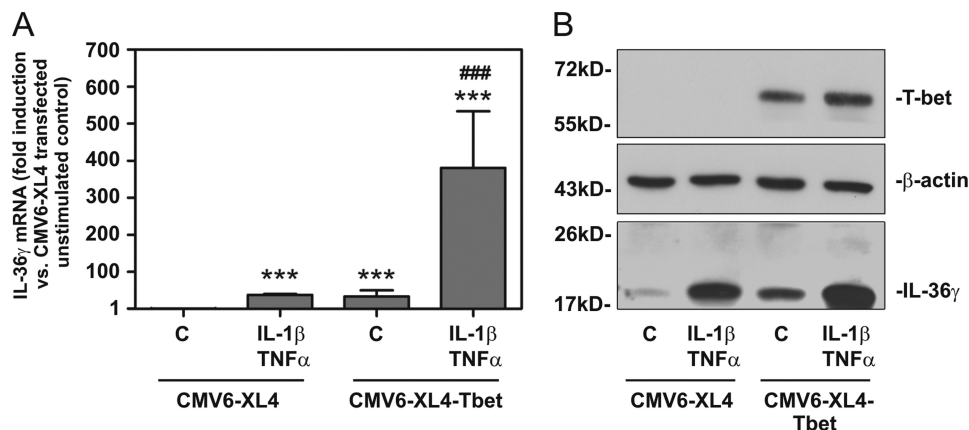 A
IL-36γ mRNA (fold induction
vs. CMV6-XL4 transfected
unstimulated control)
700
600
500
400
300
200
100
1
***
***
###
***
C
IL-1β
TNFα
C
IL-1β
TNFα
CMV6-XL4
CMV6-XL4-Tbet
B
72kD-
55kD-
-T-bet
43kD-
-β-actin
26kD-
17kD-
-IL-36γ
C
IL-1β
TNFα
C
IL-1β
TNFα
CMV6-XL4
CMV6-XL4-
Tbet